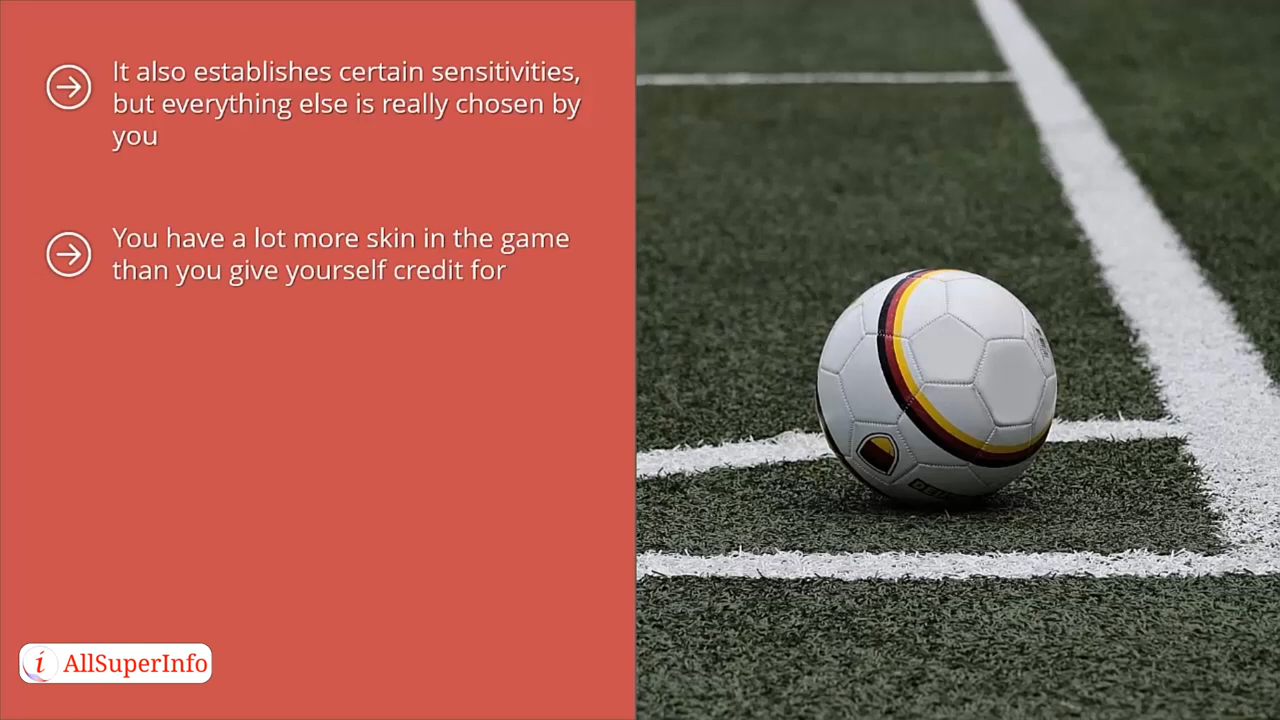 It also establishes certain sensitivities,
but everything else is really chosen by
you
You have a lot more skin in the game
than you give yourself credit for
i AllSuperInfo